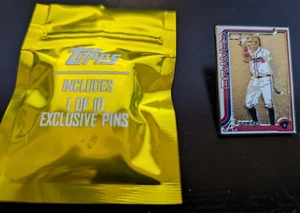 Topps
INCLUDES
1 OF 10
EXCLUSIVE PINS